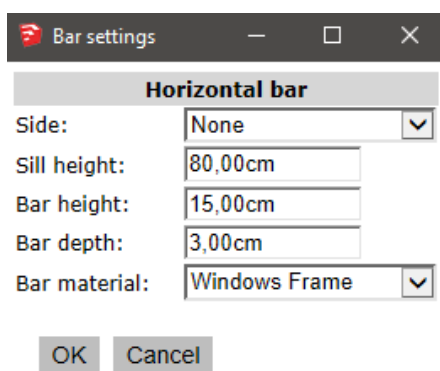 Bar settings
Horizontal bar
Side: None
Sill height: 80,00cm
Bar height: 15,00cm
Bar depth: 3,00cm
Bar material: Windows Frame
OK Cancel